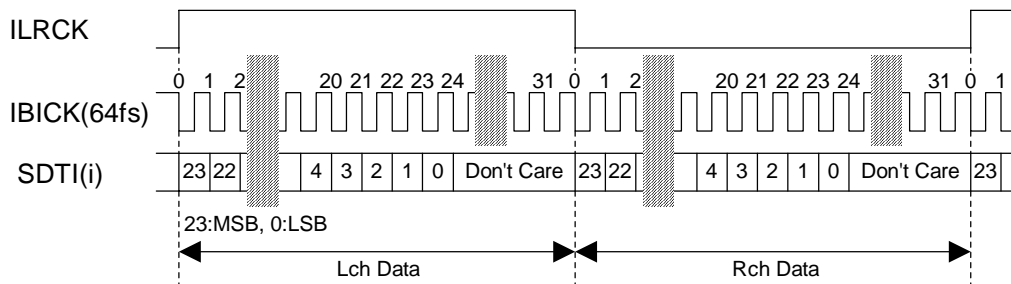 ILRCK
0 1 2 20 21 22 23 24 31 0 1 2 20 21 22 23 24 31 0 1
IBICK(64fs)
SDTI(i) 23 22 4 3 2 1 0 Don't Care 23 22 4 3 2 1 0 Don't Care 23
23:MSB, 0:LSB
Lch Data Rch Data